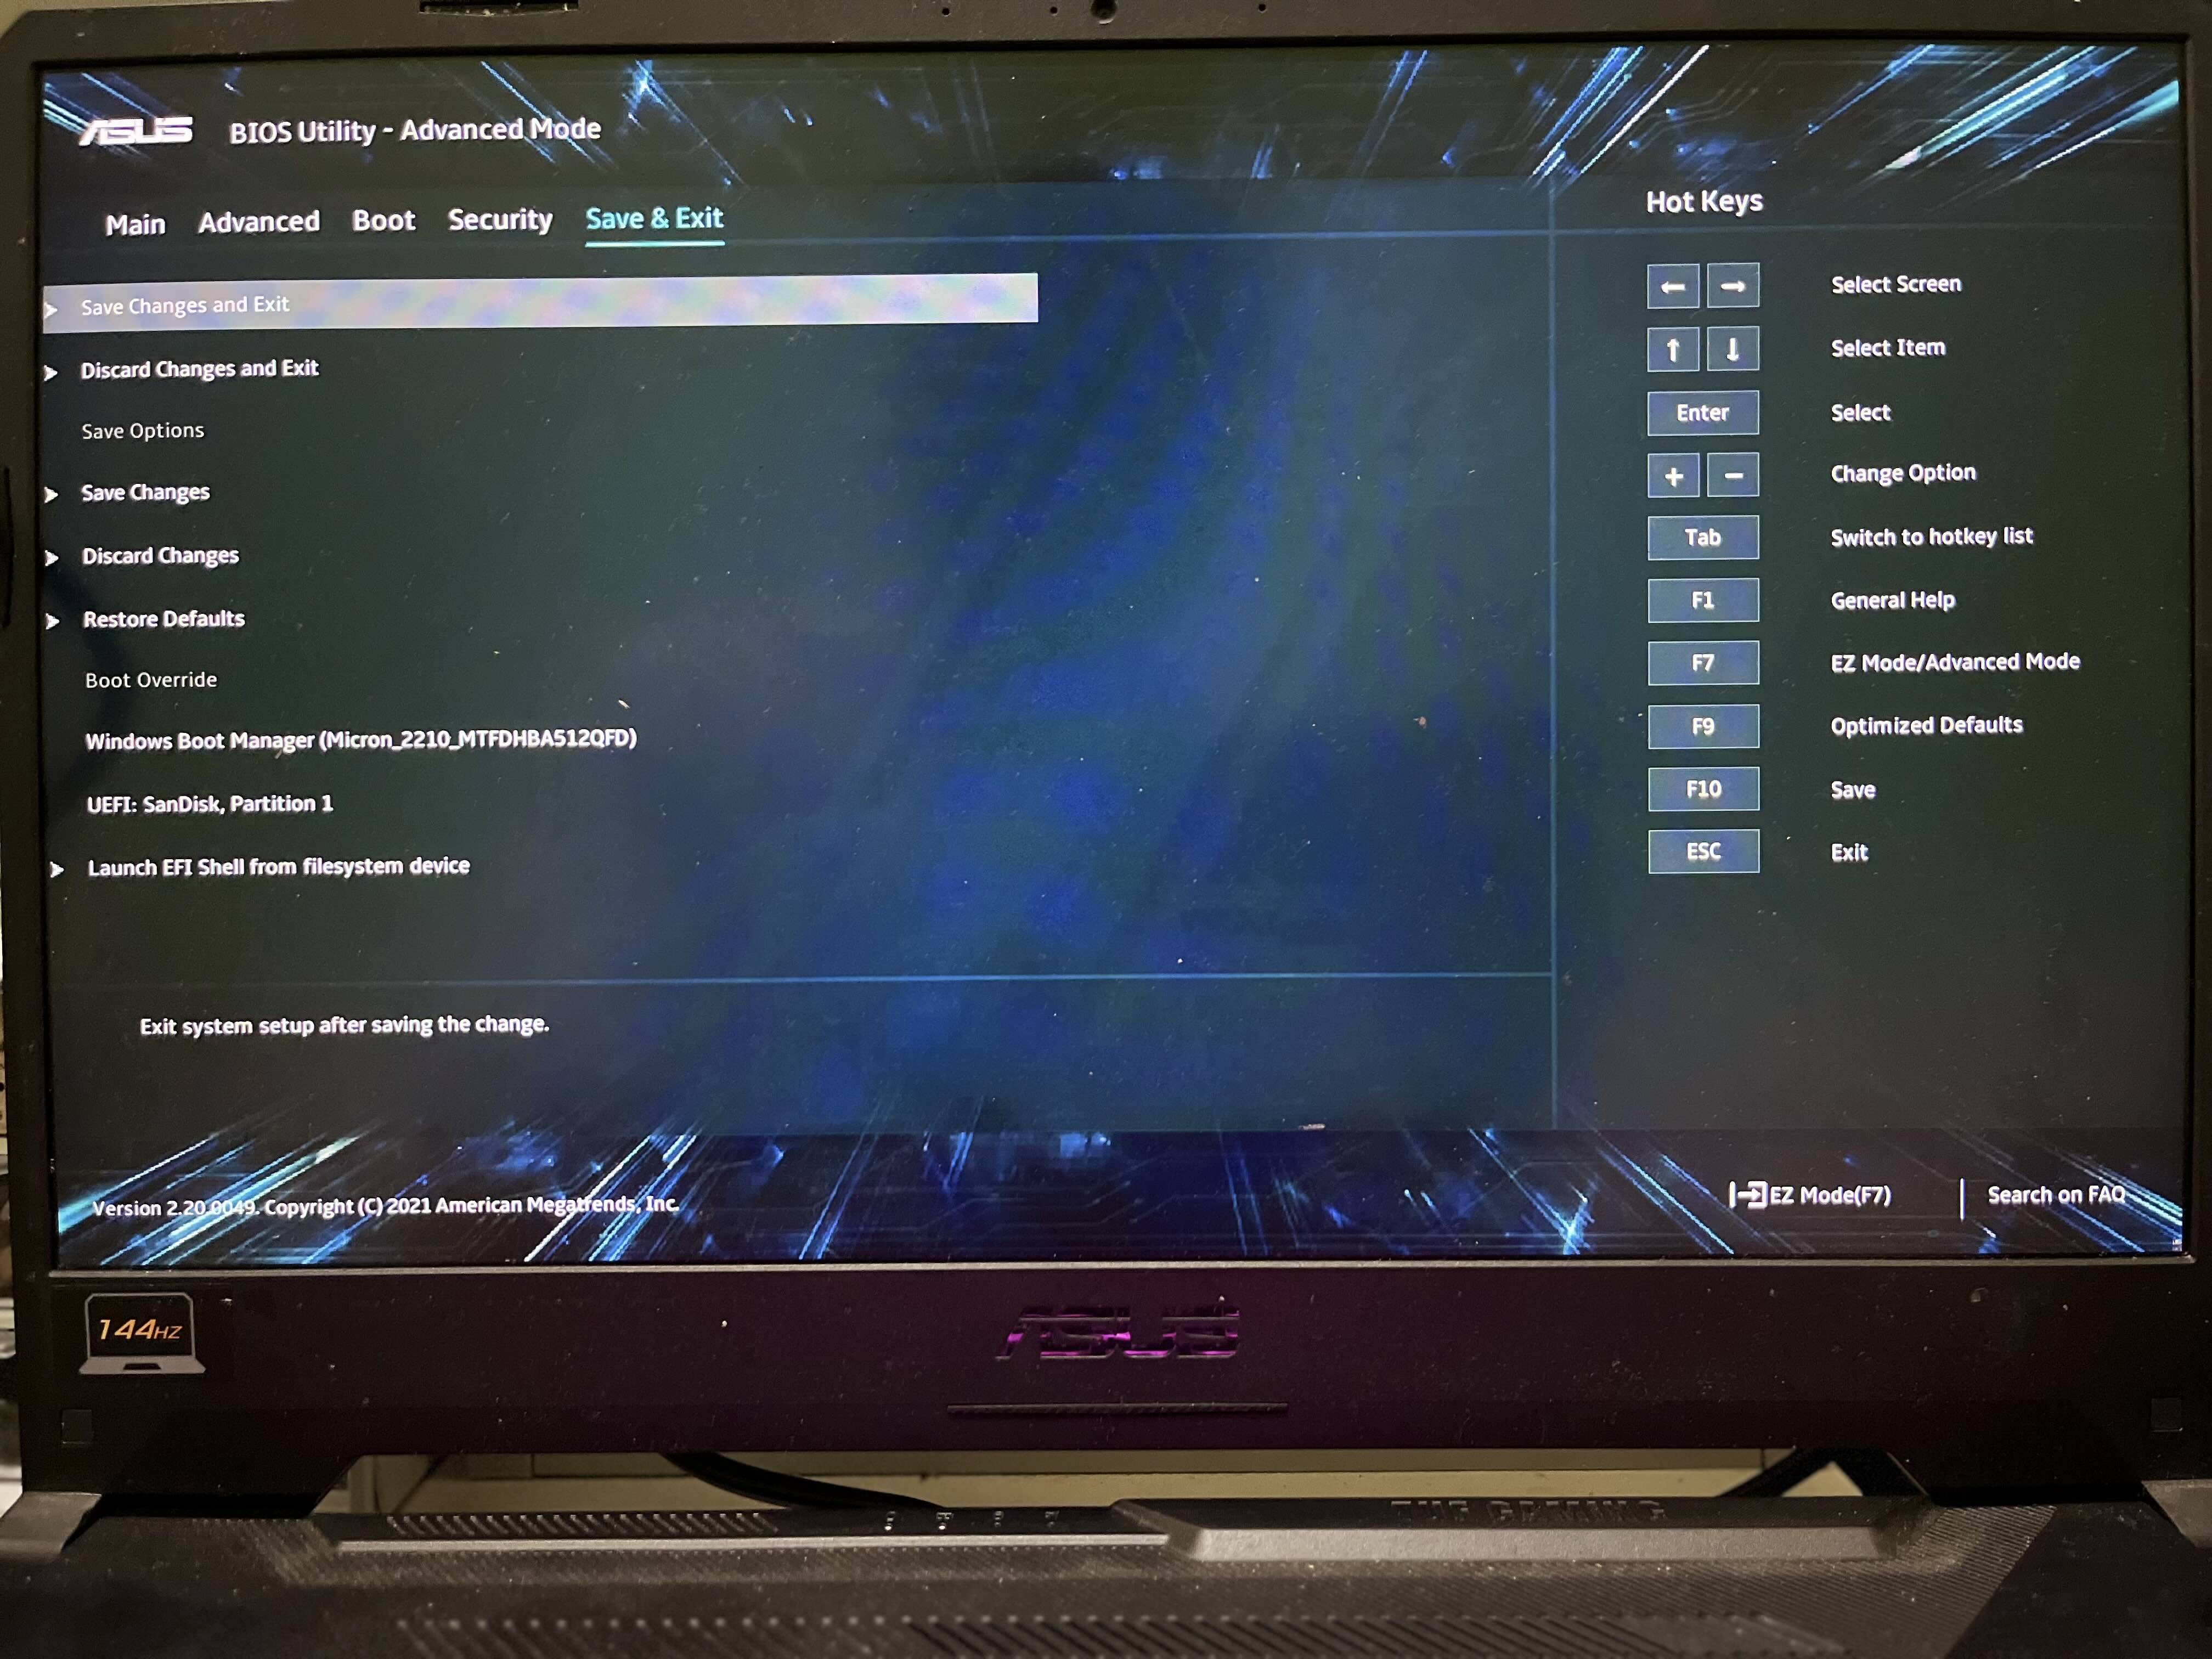 ASUS BIOS Utility - Advanced Mode
Main Advanced Boot Security Save & Exit
Save Changes and Exit
Discard Changes and Exit
Save Options
Save Changes
Discard Changes
Restore Defaults
Boot Override
Windows Boot Manager (Micron_2210_MTFDHBA512QFD)
UEFI: SanDisk, Partition 1
Launch EFI Shell from filesystem device
Exit system setup after saving the change.
Hot Keys
← → Select Screen
↑ ↓ Select Item
Enter Select
+ - Change Option
Tab Switch to hotkey list
F1 General Help
F7 EZ Mode/Advanced Mode
F9 Optimized Defaults
F10 Save
ESC Exit
Version 2.20.0049. Copyright (C) 2021 American Megatrends, Inc.
EZ Mode(F7) | Search on FAQ
144HZ
ASUS
TUF GAMING